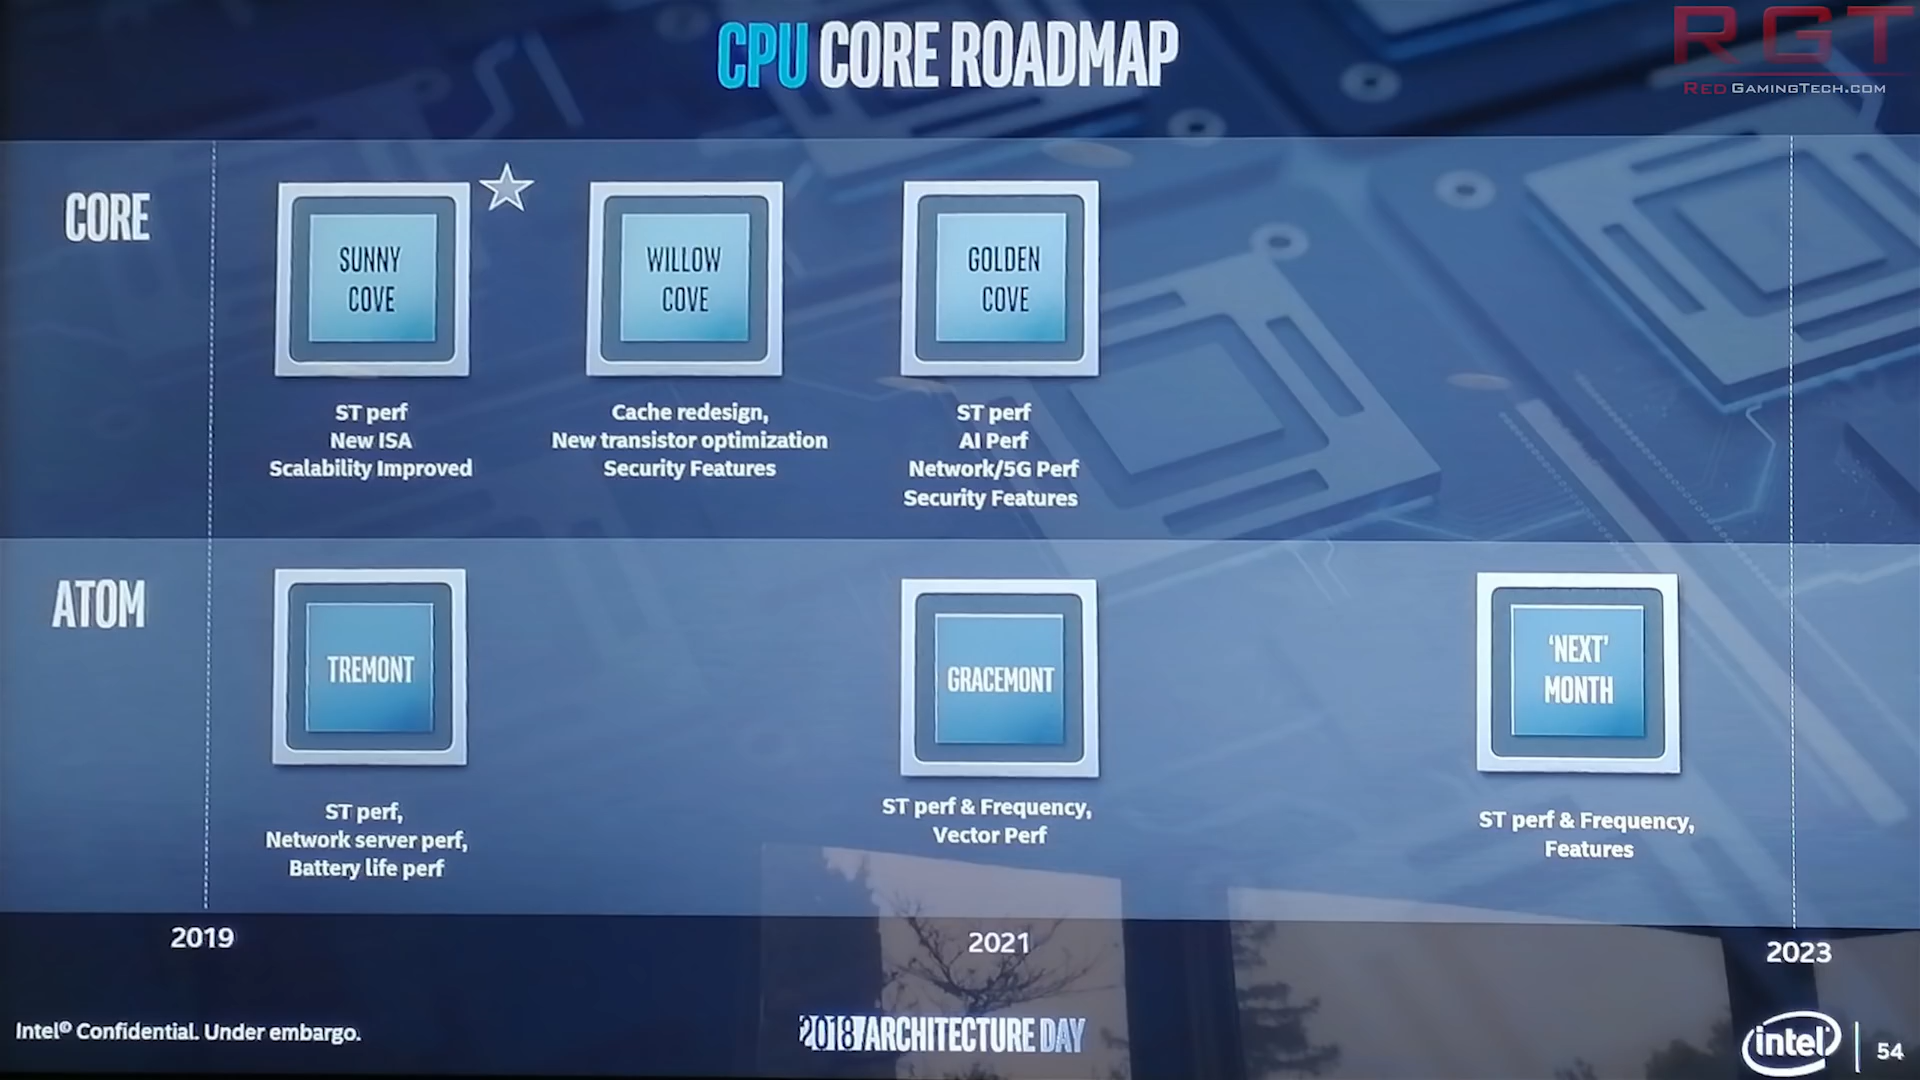 CPU CORE ROADMAP
RGT
RedGamingTech.com
CORE
SUNNY
COVE
ST perf
New ISA
Scalability Improved
WILLOW
COVE
Cache redesign,
New transistor optimization
Security Features
GOLDEN
COVE
ST perf
AI Perf
Network/5G Perf
Security Features
ATOM
TREMONT
ST perf,
Network server perf,
Battery life perf
GRACEMONT
ST perf & Frequency,
Vector Perf
‘NEXT’
MONTH
ST perf & Frequency,
Features
2019
2021
2023
Intel© Confidential. Under embargo.
2018 ARCHITECTURE DAY
intel
54